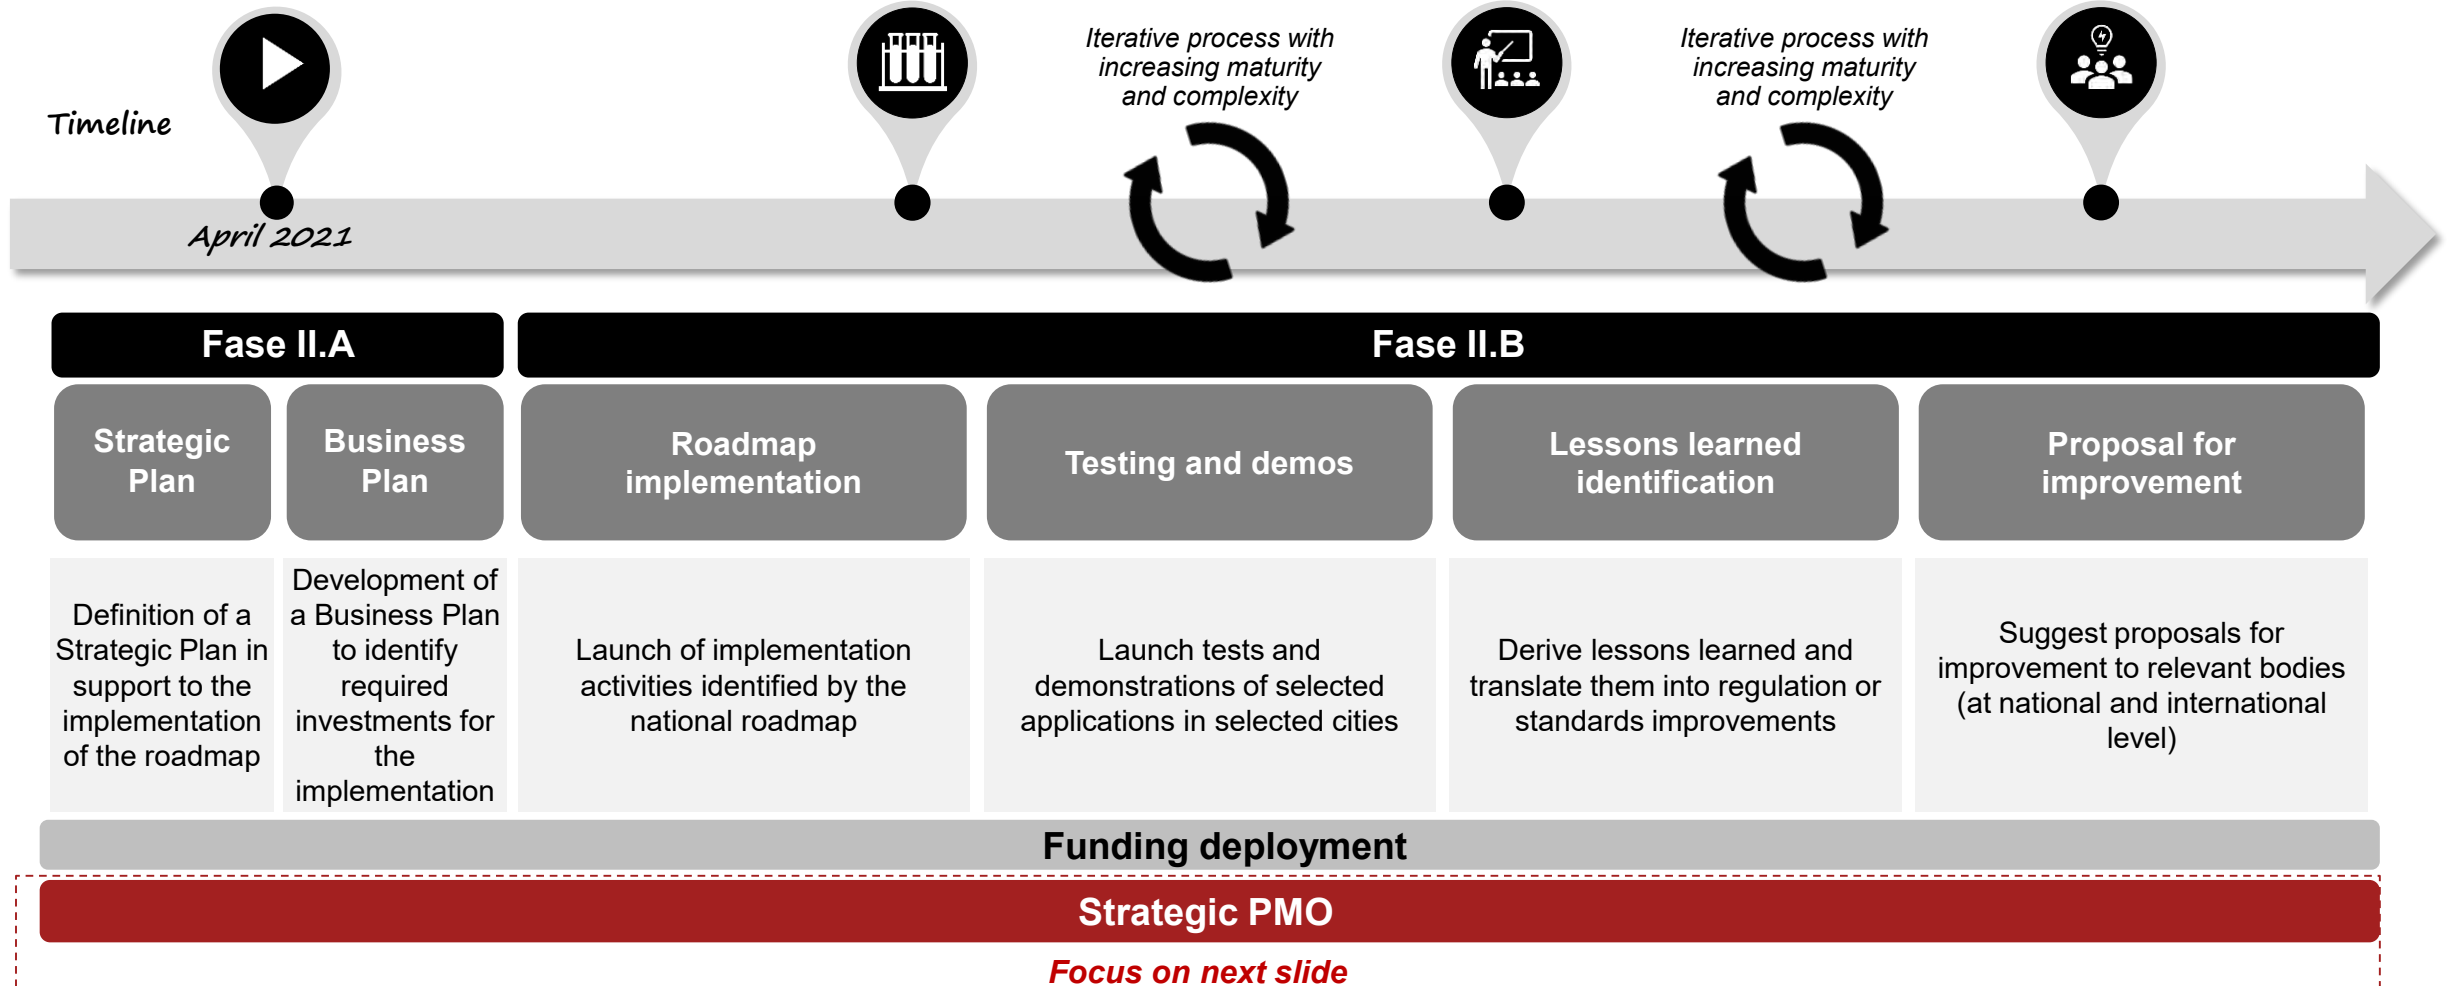 Iterative process with
increasing maturity
and complexity
Iterative process with
increasing maturity
and complexity
Timeline
April 2021
Fase II.A
Fase II.B
Strategic
Plan
Business
Plan
Roadmap
implementation
Testing and demos
Lessons learned
identification
Proposal for
improvement
Definition of a
Strategic Plan in
support to the
implementation
of the roadmap
Development of
a Business Plan
to identify
required
investments for
the
implementation
Launch of implementation
activities identified by the
national roadmap
Launch tests and
demonstrations of selected
applications in selected cities
Derive lessons learned and
translate them into regulation or
standards improvements
Suggest proposals for
improvement to relevant bodies
(at national and international
level)
Funding deployment
Strategic PMO
Focus on next slide